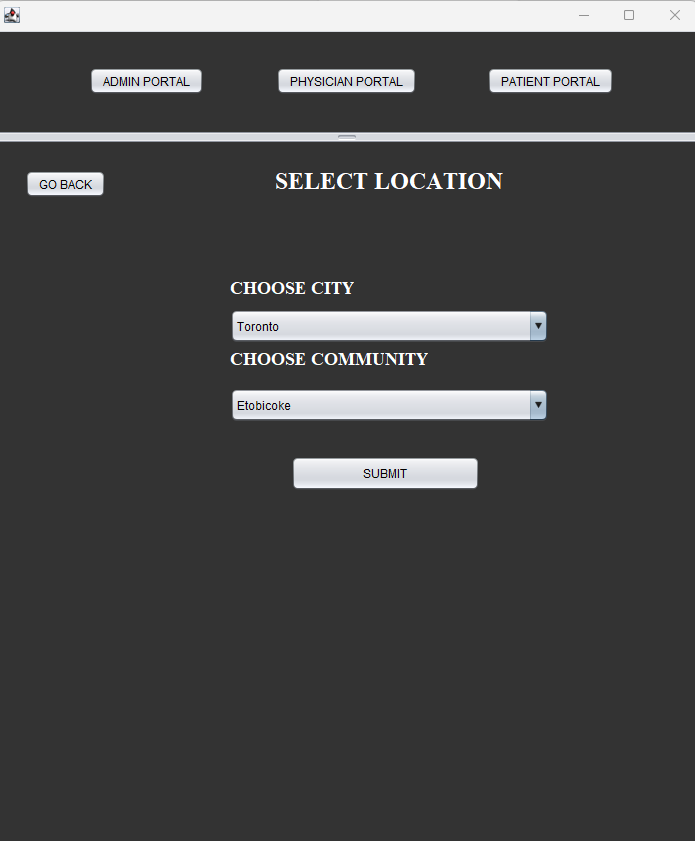 ADMIN PORTAL PHYSICIAN PORTAL PATIENT PORTAL
GO BACK SELECT LOCATION
CHOOSE CITY
Toronto
CHOOSE COMMUNITY
Etobicoke
SUBMIT